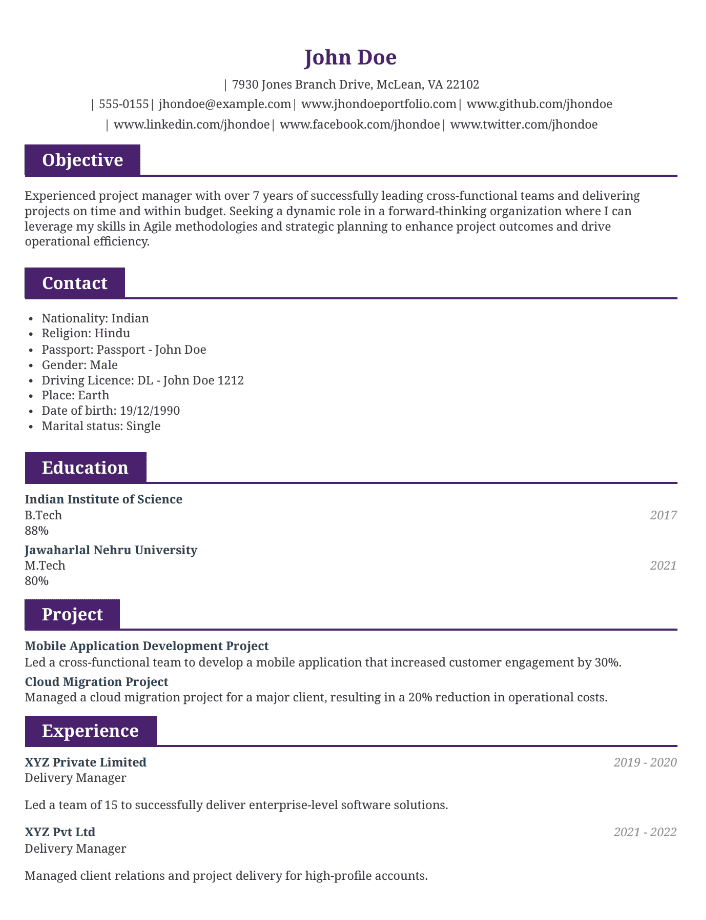 John Doe
| 7930 Jones Branch Drive, McLean, VA 22102
| 555-0155| jhondoe@example.com| www.jhondoeportfolio.com| www.github.com/jhondoe
| www.linkedin.com/jhondoe| www.facebook.com/jhondoe| www.twitter.com/jhondoe
Objective
Experienced project manager with over 7 years of successfully leading cross-functional teams and delivering
projects on time and within budget. Seeking a dynamic role in a forward-thinking organization where I can
leverage my skills in Agile methodologies and strategic planning to enhance project outcomes and drive
operational efficiency.
Contact
• Nationality: Indian
• Religion: Hindu
• Passport: Passport - John Doe
• Gender: Male
• Driving Licence: DL - John Doe 1212
• Place: Earth
• Date of birth: 19/12/1990
• Marital status: Single
Education
Indian Institute of Science
B.Tech 2017
88%
Jawaharlal Nehru University
M.Tech 2021
80%
Project
Mobile Application Development Project
Led a cross-functional team to develop a mobile application that increased customer engagement by 30%.
Cloud Migration Project
Managed a cloud migration project for a major client, resulting in a 20% reduction in operational costs.
Experience
XYZ Private Limited 2019 - 2020
Delivery Manager
Led a team of 15 to successfully deliver enterprise-level software solutions.
XYZ Pvt Ltd 2021 - 2022
Delivery Manager
Managed client relations and project delivery for high-profile accounts.